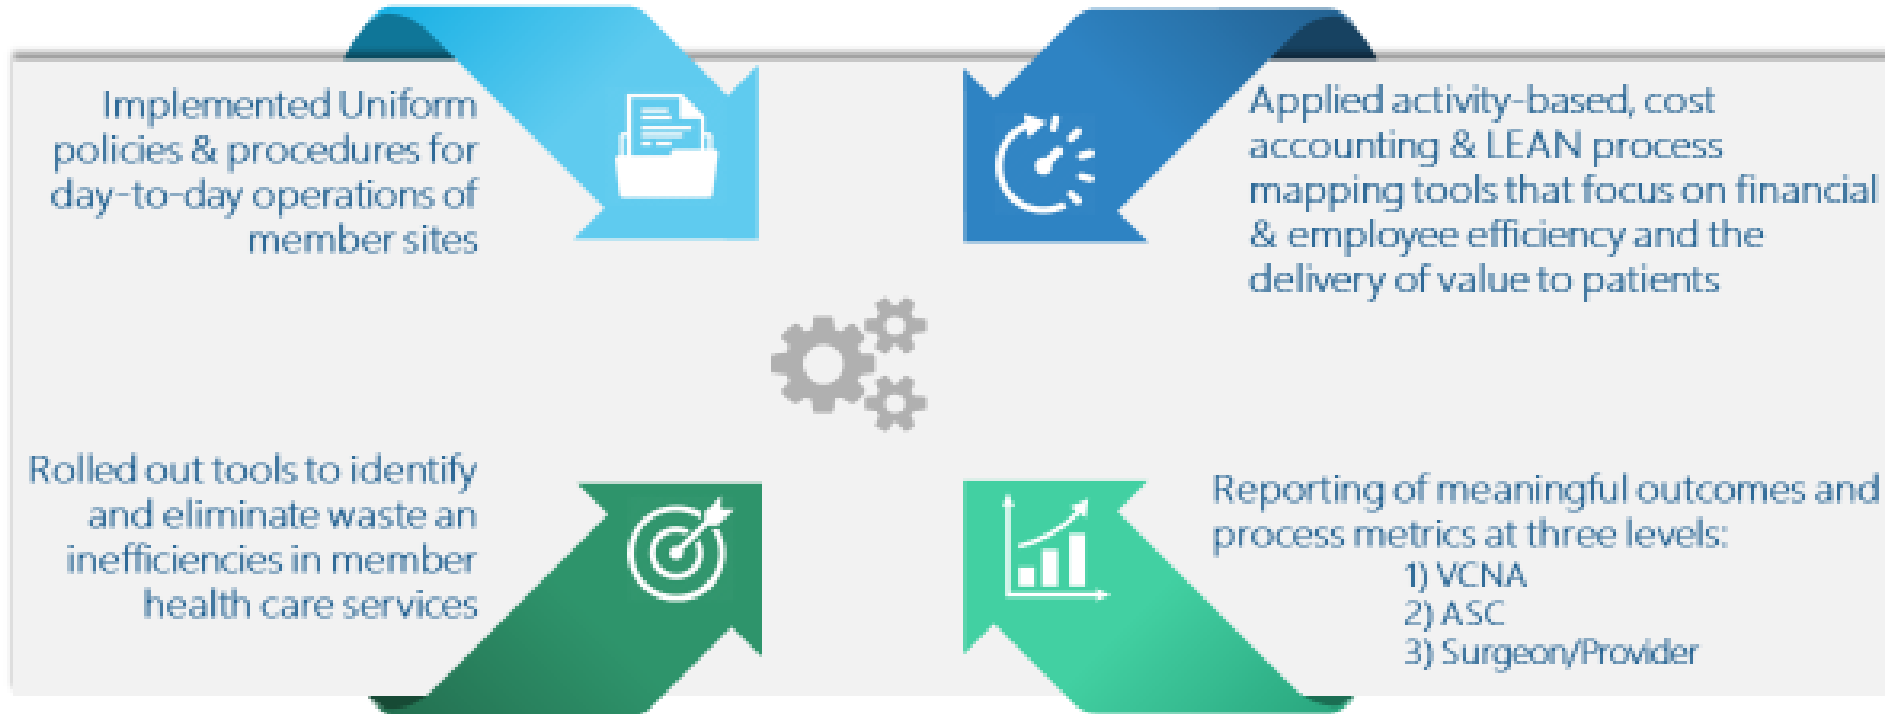 Implemented Uniform
policies & procedures for
day-to-day operations of
member sites
Applied activity-based, cost
accounting & LEAN process
mapping tools that focus on financial
& employee efficiency and the
delivery of value to patients
Rolled out tools to identify
and eliminate waste an
inefficiencies in member
health care services
Reporting of meaningful outcomes and
process metrics at three levels:
1) VCNA
2) ASC
3) Surgeon/Provider